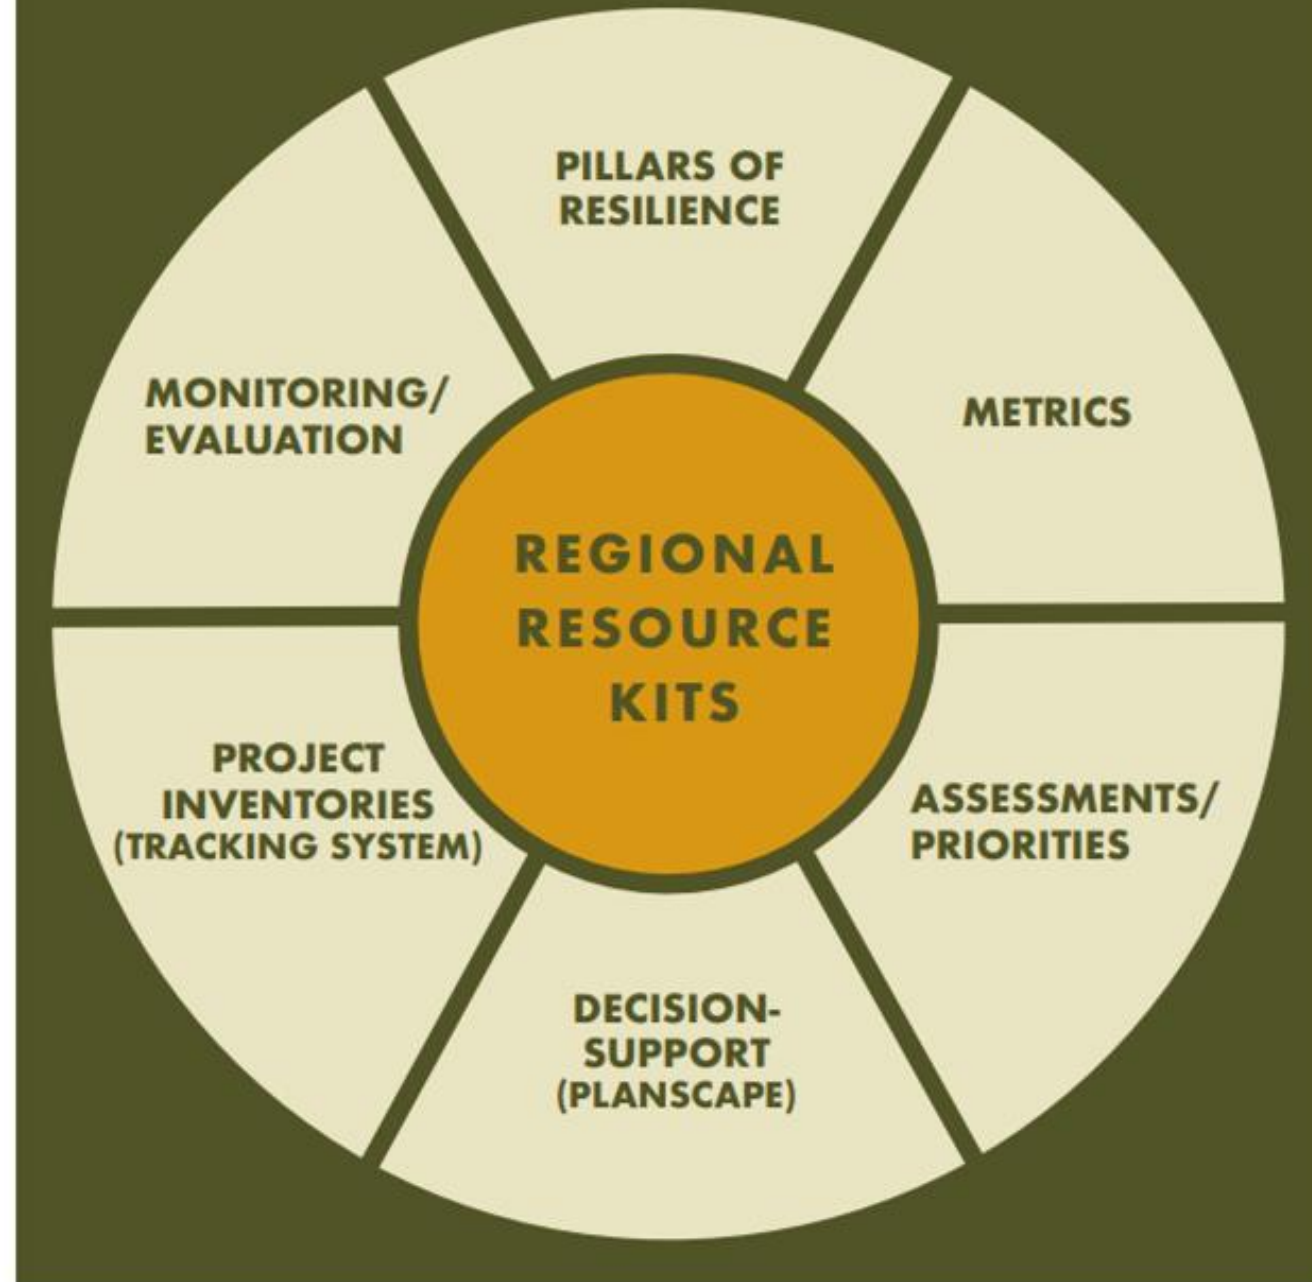 PILLARS OF
RESILIENCE
METRICS
ASSESSMENTS/
PRIORITIES
DECISION-
SUPPORT
(PLANSCAPE)
PROJECT
INVENTORIES
(TRACKING SYSTEM)
MONITORING/
EVALUATION
REGIONAL
RESOURCE
KITS